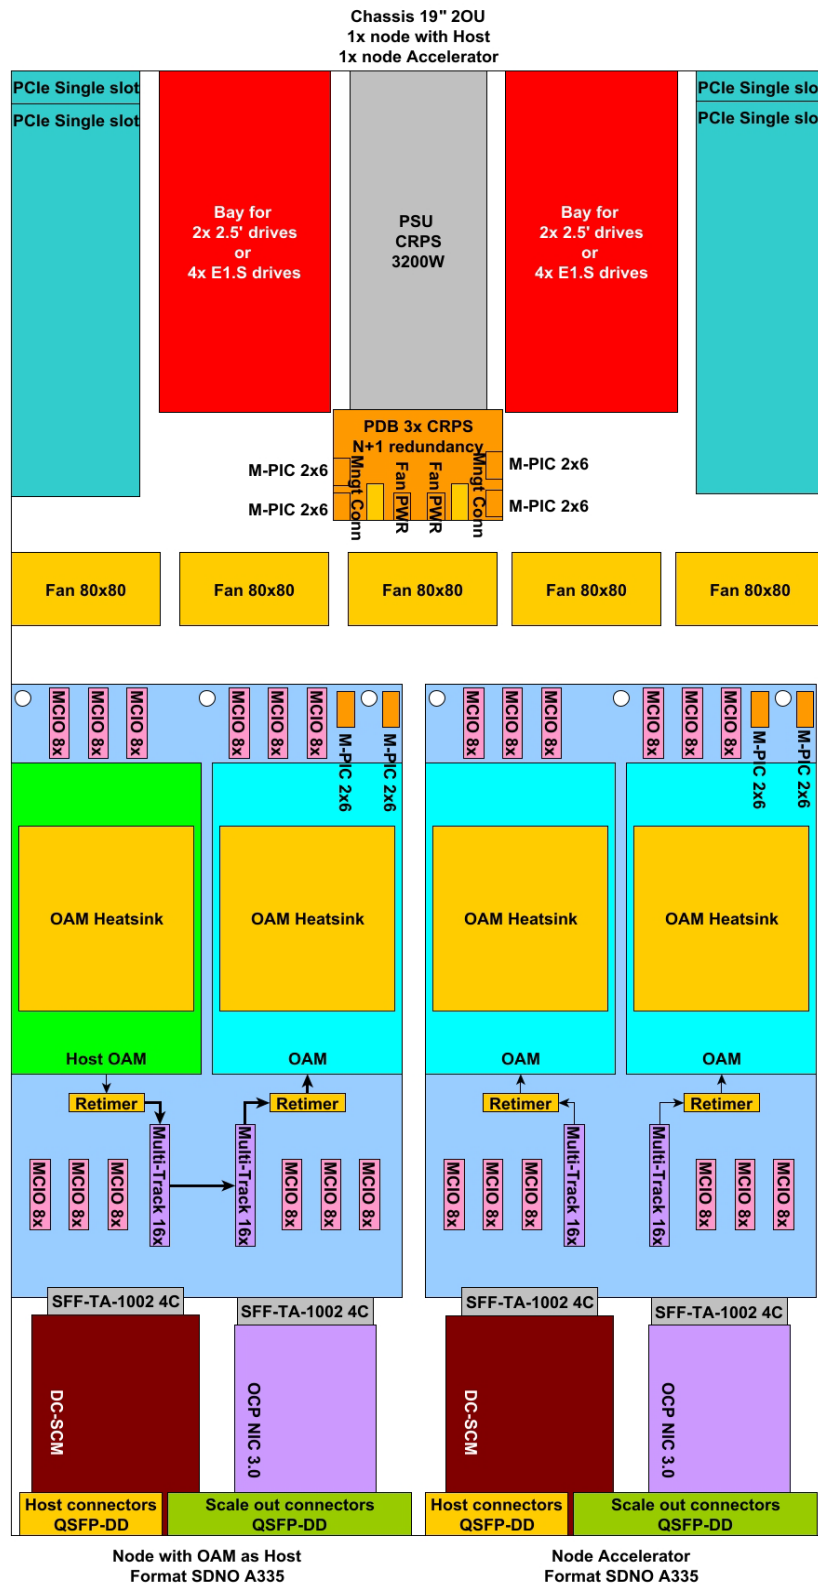 Chassis 19" 2OU
1x node with Host
1x node Accelerator
PCIe Single slot
PCIe Single slot
Bay for
2x 2.5' drives
or
4x E1.S drives
PSU
CRPS
3200W
Bay for
2x 2.5' drives
or
4x E1.S drives
PCIe Single slo
PCIe Single slo
PDB 3x CRPS
N+1 redundancy
M-PIC 2x6
M-PIC 2x6
Mngt Conn
Fan PWR
Fan PWR
Mngt Conn
M-PIC 2x6
M-PIC 2x6
Fan 80x80
Fan 80x80
Fan 80x80
Fan 80x80
Fan 80x80
MCIO 8x
MCIO 8x
MCIO 8x
MCIO 8x
MCIO 8x
MCIO 8x
M-PIC 2x6
M-PIC 2x6
MCIO 8x
MCIO 8x
MCIO 8x
MCIO 8x
MCIO 8x
MCIO 8x
M-PIC 2x6
M-PIC 2x6
OAM Heatsink
OAM Heatsink
OAM Heatsink
OAM Heatsink
Host OAM
OAM
OAM
OAM
Retimer
Retimer
Retimer
Retimer
MCIO 8x
MCIO 8x
MCIO 8x
Multi-Track 16x
Multi-Track 16x
MCIO 8x
MCIO 8x
MCIO 8x
MCIO 8x
MCIO 8x
MCIO 8x
Multi-Track 16x
Multi-Track 16x
MCIO 8x
MCIO 8x
MCIO 8x
SFF-TA-1002 4C
SFF-TA-1002 4C
SFF-TA-1002 4C
SFF-TA-1002 4C
DC-SCM
OCP NIC 3.0
DC-SCM
OCP NIC 3.0
Host connectors
QSFP-DD
Scale out connectors
QSFP-DD
Host connectors
QSFP-DD
Scale out connectors
QSFP-DD
Node with OAM as Host
Format SDNO A335
Node Accelerator
Format SDNO A335